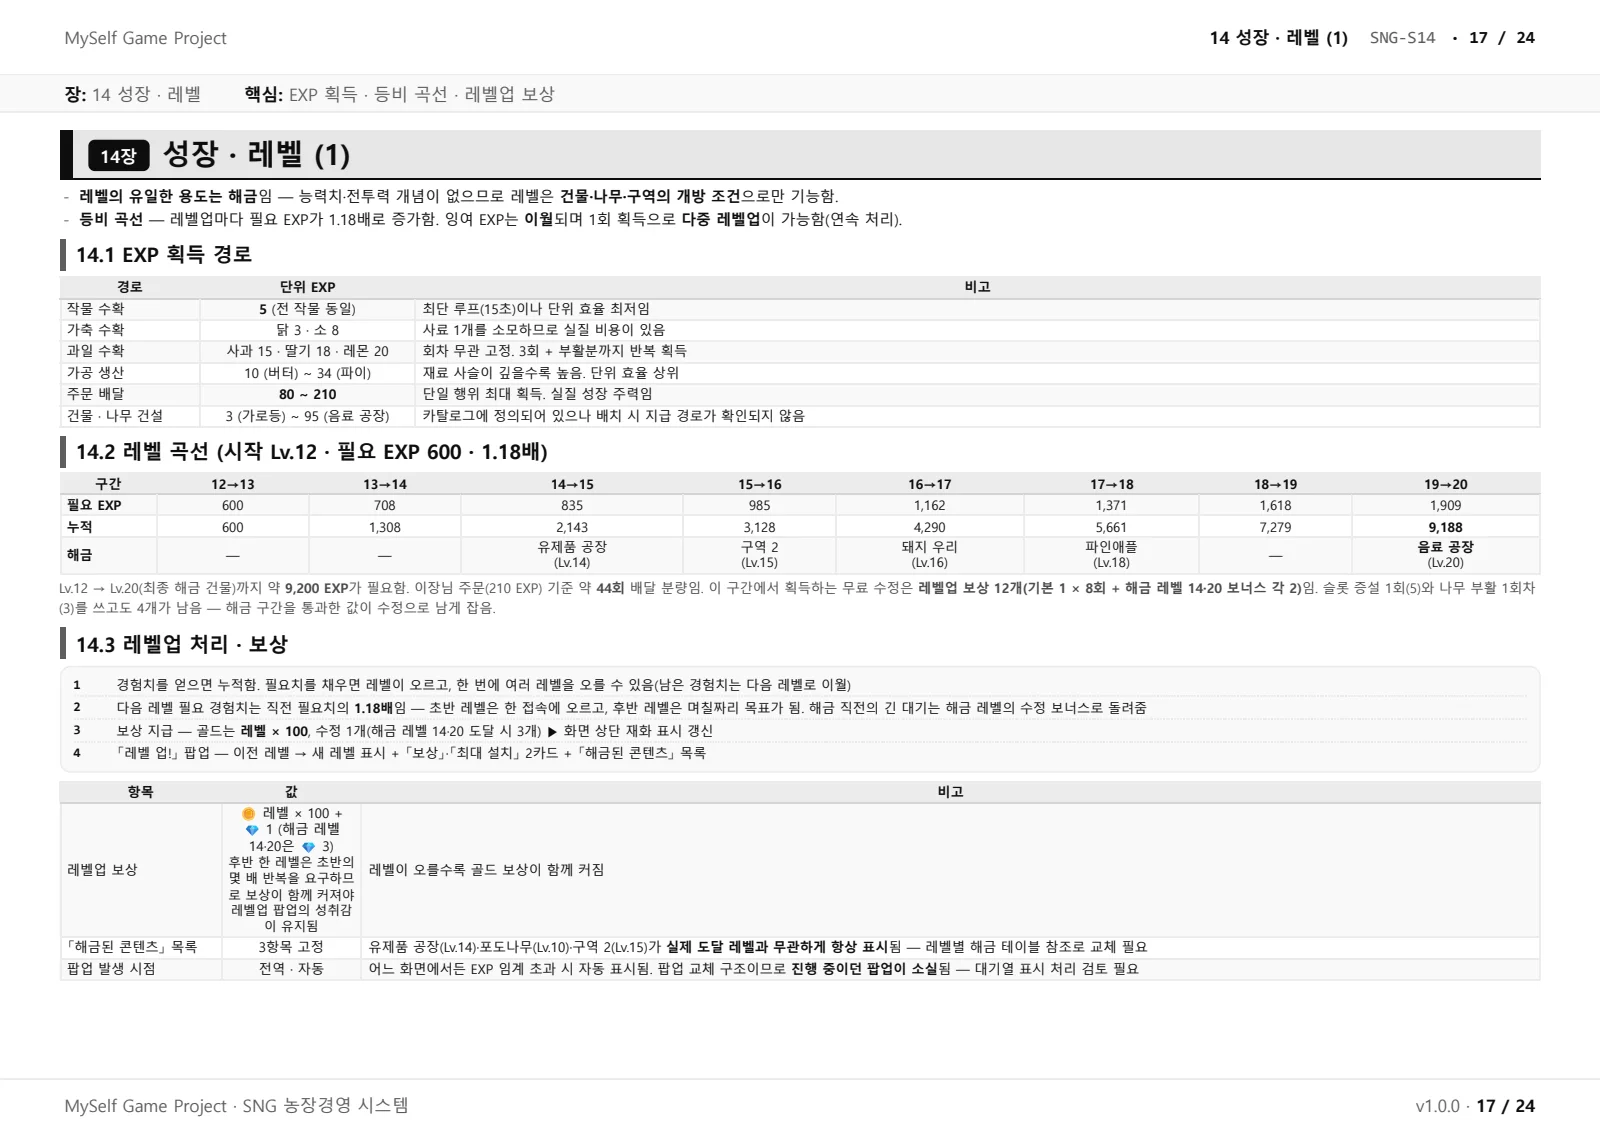 MySelf Game Project
14 성장 · 레벨 (1) SNG-S14 · 17 / 24
장: 14 성장 · 레벨 핵심: EXP 획득 · 등비 곡선 · 레벨업 보상
14장 성장 · 레벨 (1)
- 레벨의 유일한 용도는 해금임 — 능력치·전투력 개념이 없으므로 레벨은 건물·나무·구역의 개방 조건으로만 기능함.
- 등비 곡선 — 레벨업마다 필요 EXP가 1.18배로 증가함. 잉여 EXP는 이월되며 1회 획득으로 다중 레벨업이 가능함(연속 처리).
14.1 EXP 획득 경로
경로 단위 EXP 비고
작물 수확 5 (전 작물 동일) 최단 루프(15초)이나 단위 효율 최저임
가축 수확 닭 3 · 소 8 사료 1개를 소모하므로 실질 비용이 있음
과일 수확 사과 15 · 딸기 18 · 레몬 20 회차 무관 고정. 3회 + 부활분까지 반복 획득
가공 생산 10 (버터) ~ 34 (파이) 재료 사슬이 깊을수록 높음. 단위 효율 상위
주문 배달 80 ~ 210 단일 행위 최대 획득. 실질 성장 주력임
건물 · 나무 건설 3 (가로등) ~ 95 (음료 공장) 카탈로그에 정의되어 있으나 배치 시 지급 경로가 확인되지 않음
14.2 레벨 곡선 (시작 Lv.12 · 필요 EXP 600 · 1.18배)
구간 12→13 13→14 14→15 15→16 16→17 17→18 18→19 19→20
필요 EXP 600 708 835 985 1,162 1,371 1,618 1,909
누적 600 1,308 2,143 3,128 4,290 5,661 7,279 9,188
해금 — — 유제품 공장 구역 2 돼지 우리 파인애플 — 음료 공장
(Lv.14) (Lv.15) (Lv.16) (Lv.18) (Lv.20)
Lv.12 → Lv.20(최종 해금 건물)까지 약 9,200 EXP가 필요함. 이장님 주문(210 EXP) 기준 약 44회 배달 분량임. 이 구간에서 획득하는 무료 수정은 레벨업 보상 12개(기본 1 × 8회 + 해금 레벨 14·20 보너스 각 2)임. 슬롯 증설 1회(5)와 나무 부활 1회차
(3)를 쓰고도 4개가 남음 — 해금 구간을 통과한 값이 수정으로 남게 잡음.
14.3 레벨업 처리 · 보상
1 경험치를 얻으면 누적함. 필요치를 채우면 레벨이 오르고, 한 번에 여러 레벨을 오를 수 있음(남은 경험치는 다음 레벨로 이월)
2 다음 레벨 필요 경험치는 직전 필요치의 1.18배임 — 초반 레벨은 한 접속에 오르고, 후반 레벨은 며칠짜리 목표가 됨. 해금 직전의 긴 대기는 해금 레벨의 수정 보너스로 돌려줌
3 보상 지급 — 골드는 레벨 × 100, 수정 1개(해금 레벨 14·20 도달 시 3개) ▶ 화면 상단 재화 표시 갱신
4 「레벨 업!」 팝업 — 이전 레벨 → 새 레벨 표시 + 「보상」·「최대 설치」 2카드 + 「해금된 콘텐츠」 목록
항목 값 비고
레벨업 보상 🪙 레벨 × 100 + 레벨이 오를수록 골드 보상이 함께 커짐
💎 1 (해금 레벨
14·20은 💎 3)
후반 한 레벨은 초반의
몇 배 반복을 요구하므
로 보상이 함께 커져야
레벨업 팝업의 성취감
이 유지됨
「해금된 콘텐츠」 목록 3항목 고정 유제품 공장(Lv.14)·포도나무(Lv.10)·구역 2(Lv.15)가 실제 도달 레벨과 무관하게 항상 표시됨 — 레벨별 해금 테이블 참조로 교체 필요
팝업 발생 시점 전역 · 자동 어느 화면에서든 EXP 임계 초과 시 자동 표시됨. 팝업 교체 구조이므로 진행 중이던 팝업이 소실됨 — 대기열 표시 처리 검토 필요
MySelf Game Project · SNG 농장경영 시스템
v1.0.0 · 17 / 24